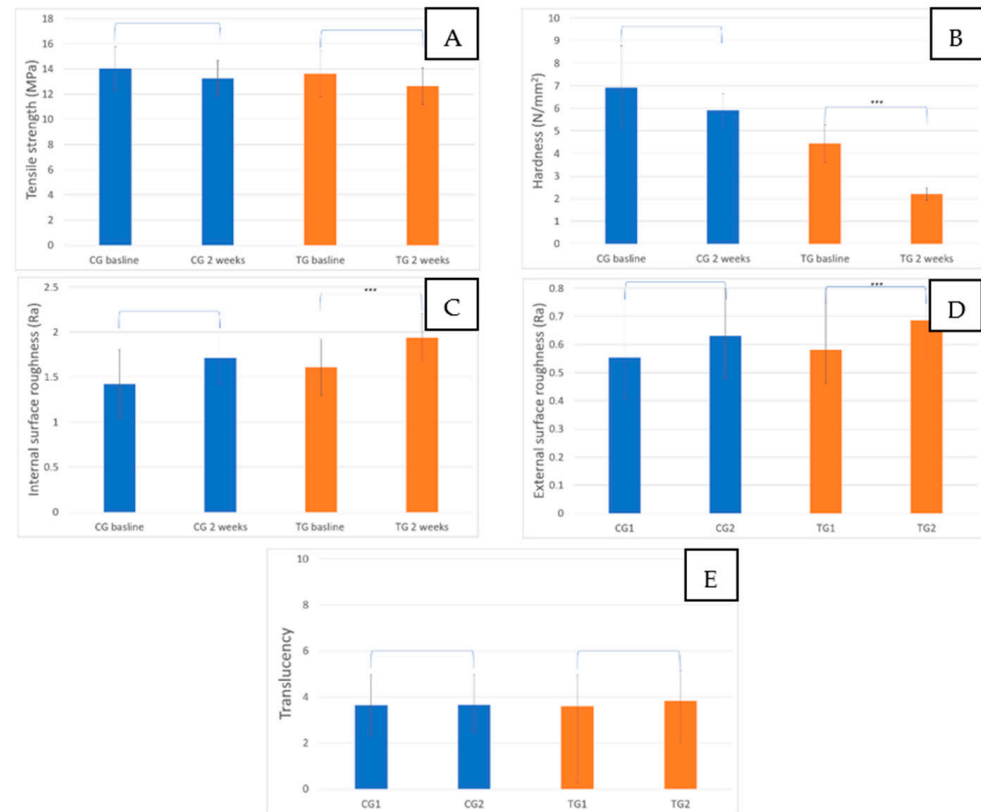 A
Tensile strength (MPa)
18
16
14
12
10
8
6
4
2
0
CG basline
CG 2 weeks
TG basline
TG 2 weeks
B
Hardness (N/mm²)
10
9
8
7
6
5
4
3
2
1
0
***
CG basline
CG 2 weeks
TG basline
TG 2 weeks
C
Internal surface roughness (Ra)
2.5
2
1.5
1
0.5
0
***
CG basline
CG 2 weeks
TG basline
TG 2 weeks
D
External surface roughness (Ra)
0.8
0.7
0.6
0.5
0.4
0.3
0.2
0.1
0
***
CG1
CG2
TG1
TG2
E
Translucency
10
8
6
4
2
0
CG1
CG2
TG1
TG2